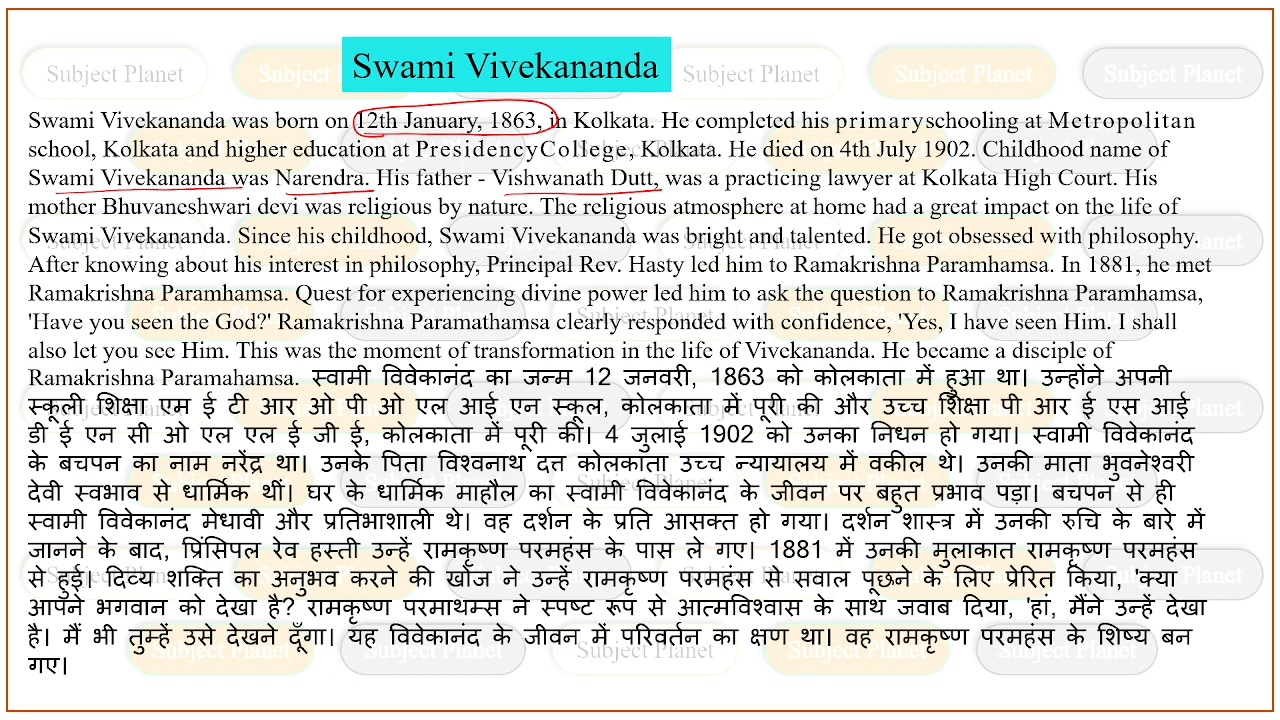 Swami Vivekananda
Swami Vivekananda was born on 12th January, 1863, in Kolkata. He completed his primaryschooling at Metropolitan
school, Kolkata and higher education at PresidencyCollege, Kolkata. He died on 4th July 1902. Childhood name of
Swami Vivekananda was Narendra. His father - Vishwanath Dutt, was a practicing lawyer at Kolkata High Court. His
mother Bhuvaneshwari devi was religious by nature. The religious atmosphere at home had a great impact on the life of
Swami Vivekananda. Since his childhood, Swami Vivekananda was bright and talented. He got obsessed with philosophy.
After knowing about his interest in philosophy, Principal Rev. Hasty led him to Ramakrishna Paramhamsa. In 1881, he met
Ramakrishna Paramhamsa. Quest for experiencing divine power led him to ask the question to Ramakrishna Paramhamsa,
'Have you seen the God?' Ramakrishna Paramathamsa clearly responded with confidence, 'Yes, I have seen Him. I shall
also let you see Him. This was the moment of transformation in the life of Vivekananda. He became a disciple of
Ramakrishna Paramahamsa. स्वामी विवेकानंद का जन्म 12 जनवरी, 1863 को कोलकाता में हुआ था। उन्होंने अपनी
स्कूली शिक्षा एम ई टी आर ओ पी ओ एल आई एन स्कूल, कोलकाता में पूरी की और उच्च शिक्षा पी आर ई एस आई
डी ई एन सी ओ एल एल ई जी ई, कोलकाता में पूरी की। 4 जुलाई 1902 को उनका निधन हो गया। स्वामी विवेकानंद
के बचपन का नाम नरेंद्र था। उनके पिता विश्वनाथ दत्त कोलकाता उच्च न्यायालय में वकील थे। उनकी माता भुवनेश्वरी
देवी स्वभाव से धार्मिक थीं। घर के धार्मिक माहौल का स्वामी विवेकानंद के जीवन पर बहुत प्रभाव पड़ा। बचपन से ही
स्वामी विवेकानंद मेधावी और प्रतिभाशाली थे। वह दर्शन के प्रति आसक्त हो गया। दर्शन शास्त्र में उनकी रुचि के बारे में
जानने के बाद, प्रिंसिपल रेव हस्ती उन्हें रामकृष्ण परमहंस के पास ले गए। 1881 में उनकी मुलाकात रामकृष्ण परमहंस
से हुई। दिव्य शक्ति का अनुभव करने की खोज ने उन्हें रामकृष्ण परमहंस से सवाल पूछने के लिए प्रेरित किया, 'क्या
आपने भगवान को देखा है? रामकृष्ण परमाथम्स ने स्पष्ट रूप से आत्मविश्वास के साथ जवाब दिया, 'हां, मैंने उन्हें देखा
है। मैं भी तुम्हें उसे देखने दूँगा। यह विवेकानंद के जीवन में परिवर्तन का क्षण था। वह रामकृष्ण परमहंस के शिष्य बन
गए।